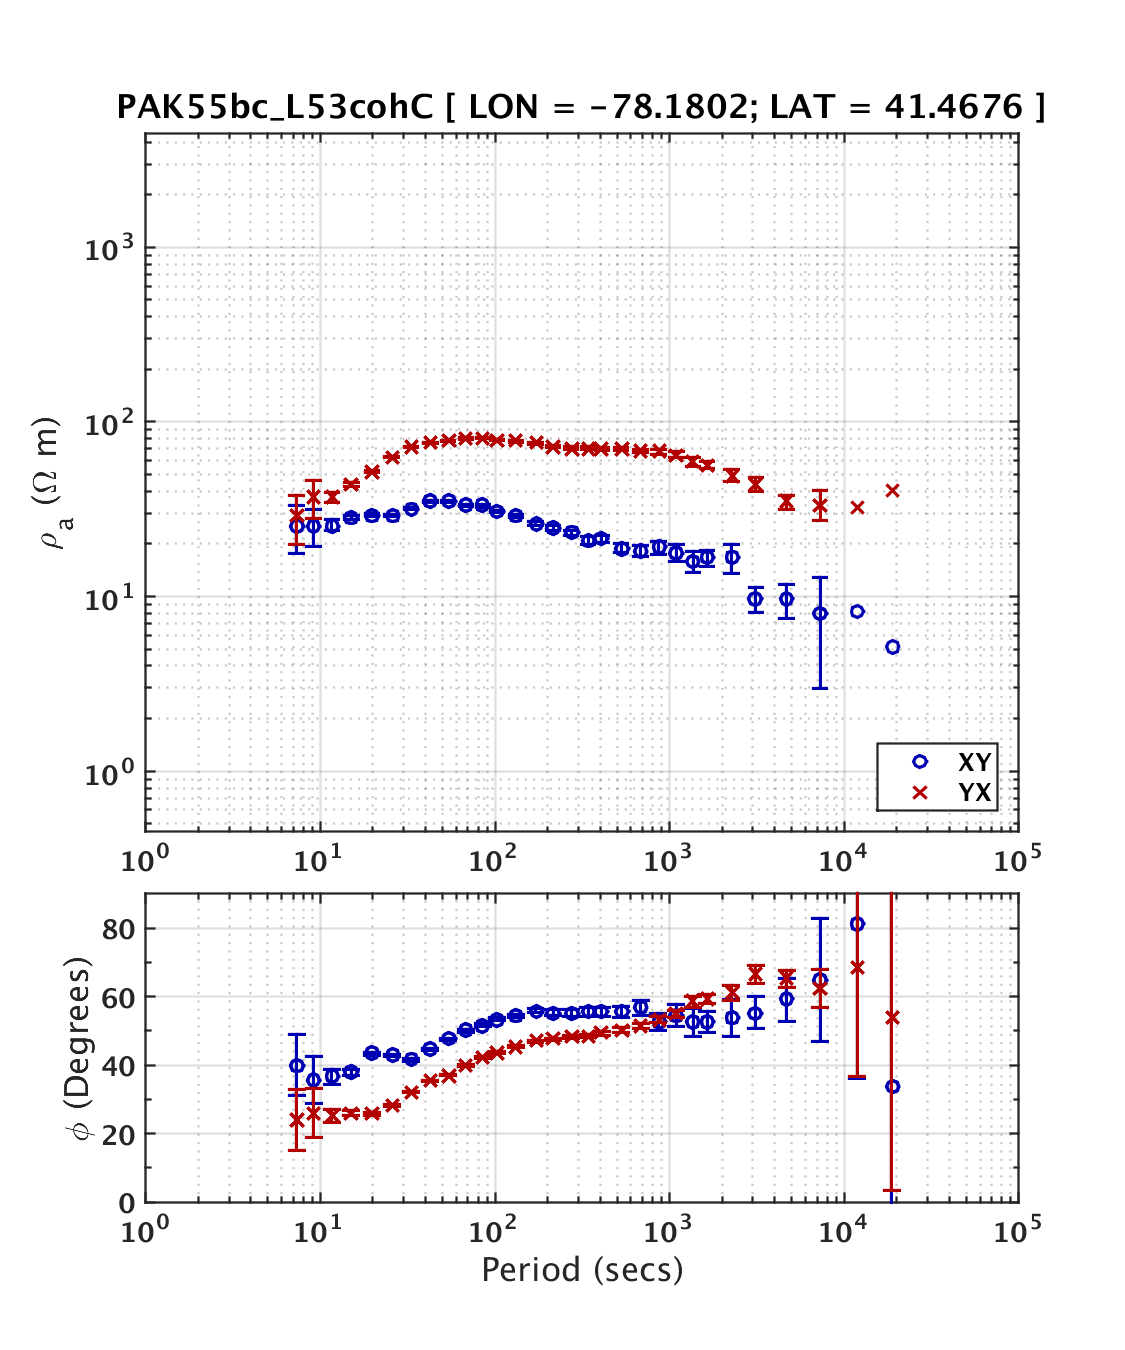 PAK55bc_L53cohC [ LON = -78.1802; LAT = 41.4676 ]
ρₐ (Ω m)
10³
10²
10¹
10⁰
XY
YX
10⁰ 10¹ 10² 10³ 10⁴ 10⁵
ϕ (Degrees)
80
60
40
20
0
10⁰ 10¹ 10² 10³ 10⁴ 10⁵
Period (secs)